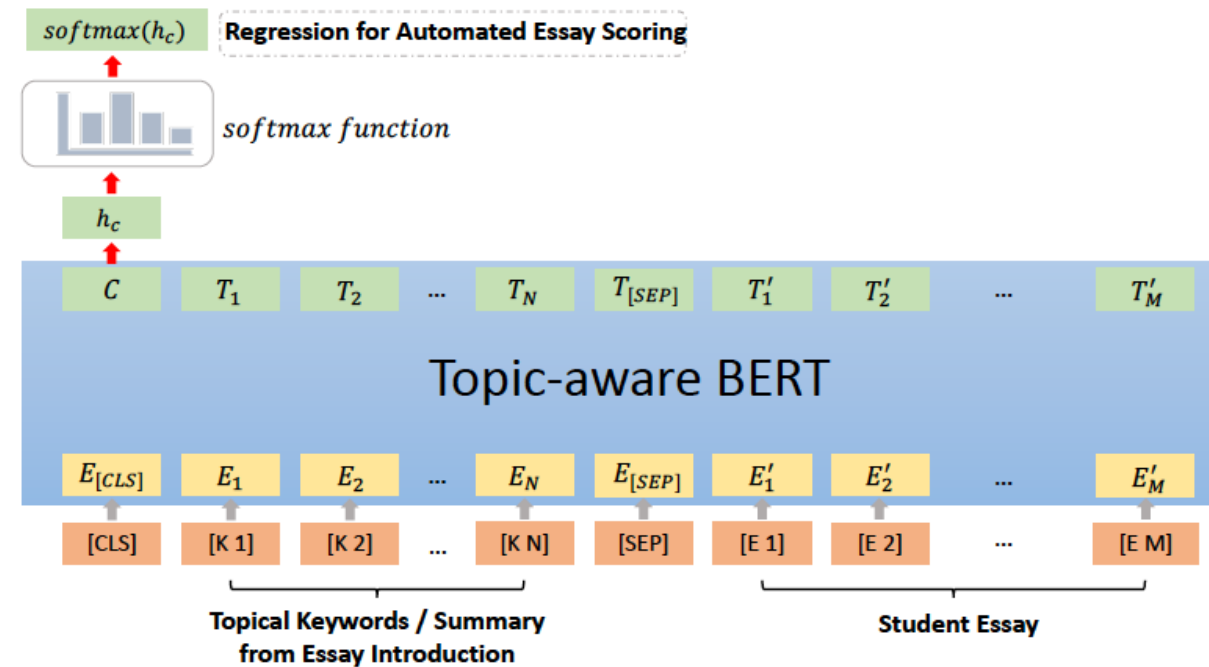 softmax(h_c) Regression for Automated Essay Scoring
softmax function
h_c
C T_1 T_2 ... T_N T_[SEP] T'_1 T'_2 ... T'_M
Topic-aware BERT
E_[CLS] E_1 E_2 ... E_N E_[SEP] E'_1 E'_2 ... E'_M
[CLS] [K 1] [K 2] ... [K N] [SEP] [E 1] [E 2] ... [E M]
Topical Keywords / Summary
from Essay Introduction
Student Essay